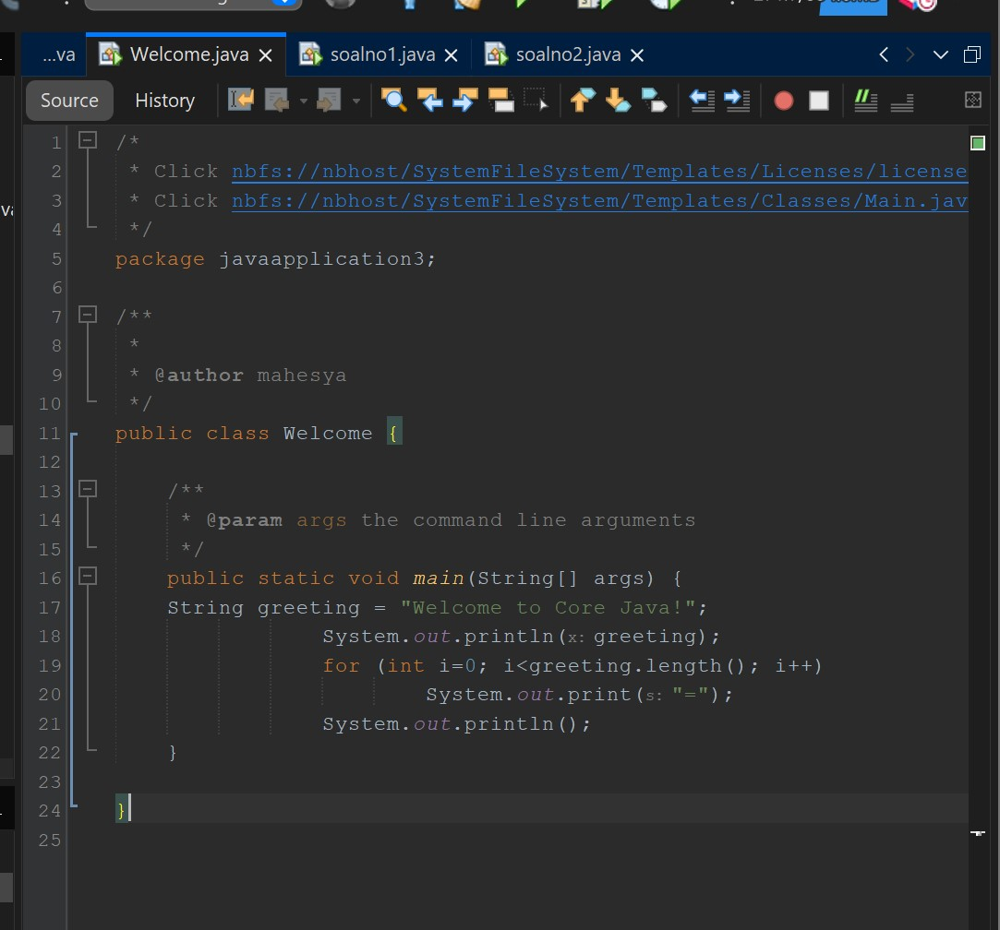 ...va Welcome.java soalno1.java soalno2.java
Source History
1 /*
2 * Click nbfs://nbhost/SystemFileSystem/Templates/Licenses/license
3 * Click nbfs://nbhost/SystemFileSystem/Templates/Classes/Main.jav
4 */
5 package javaapplication3;
6
7 /**
8 *
9 * @author mahesya
10 */
11 public class Welcome {
12
13 /**
14 * @param args the command line arguments
15 */
16 public static void main(String[] args) {
17 String greeting = "Welcome to Core Java!";
18 System.out.println(x: greeting);
19 for (int i=0; i<greeting.length(); i++)
20 System.out.print(s: "=");
21 System.out.println();
22 }
23
24 }
25